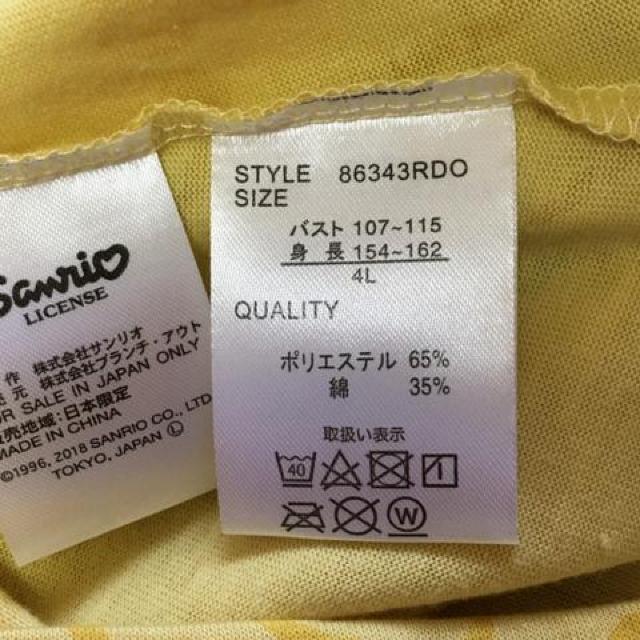 Sanrio
LICENSE
作 株式会社サンリオ
元：株式会社ブランチ・アウト
SALE IN JAPAN ONLY
売地域：日本限定
MADE IN CHINA
©1996, 2018 SANRIO CO., LTD
TOKYO, JAPAN Ⓛ
STYLE 86343RDO
SIZE
バスト 107~115
身長 154~162
4L
QUALITY
ポリエステル 65%
綿 35%
取扱い表示
40
W